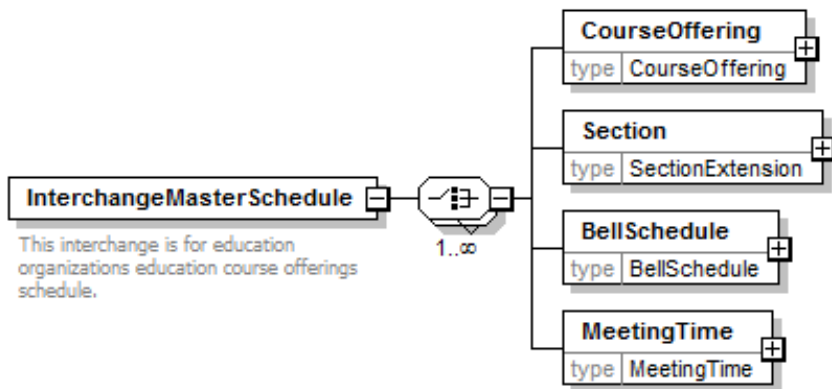 CourseOffering
type CourseOffering
Section
type SectionExtension
InterchangeMasterSchedule
This interchange is for education
organizations education course offerings
schedule.
1..∞
BellSchedule
type BellSchedule
MeetingTime
type MeetingTime